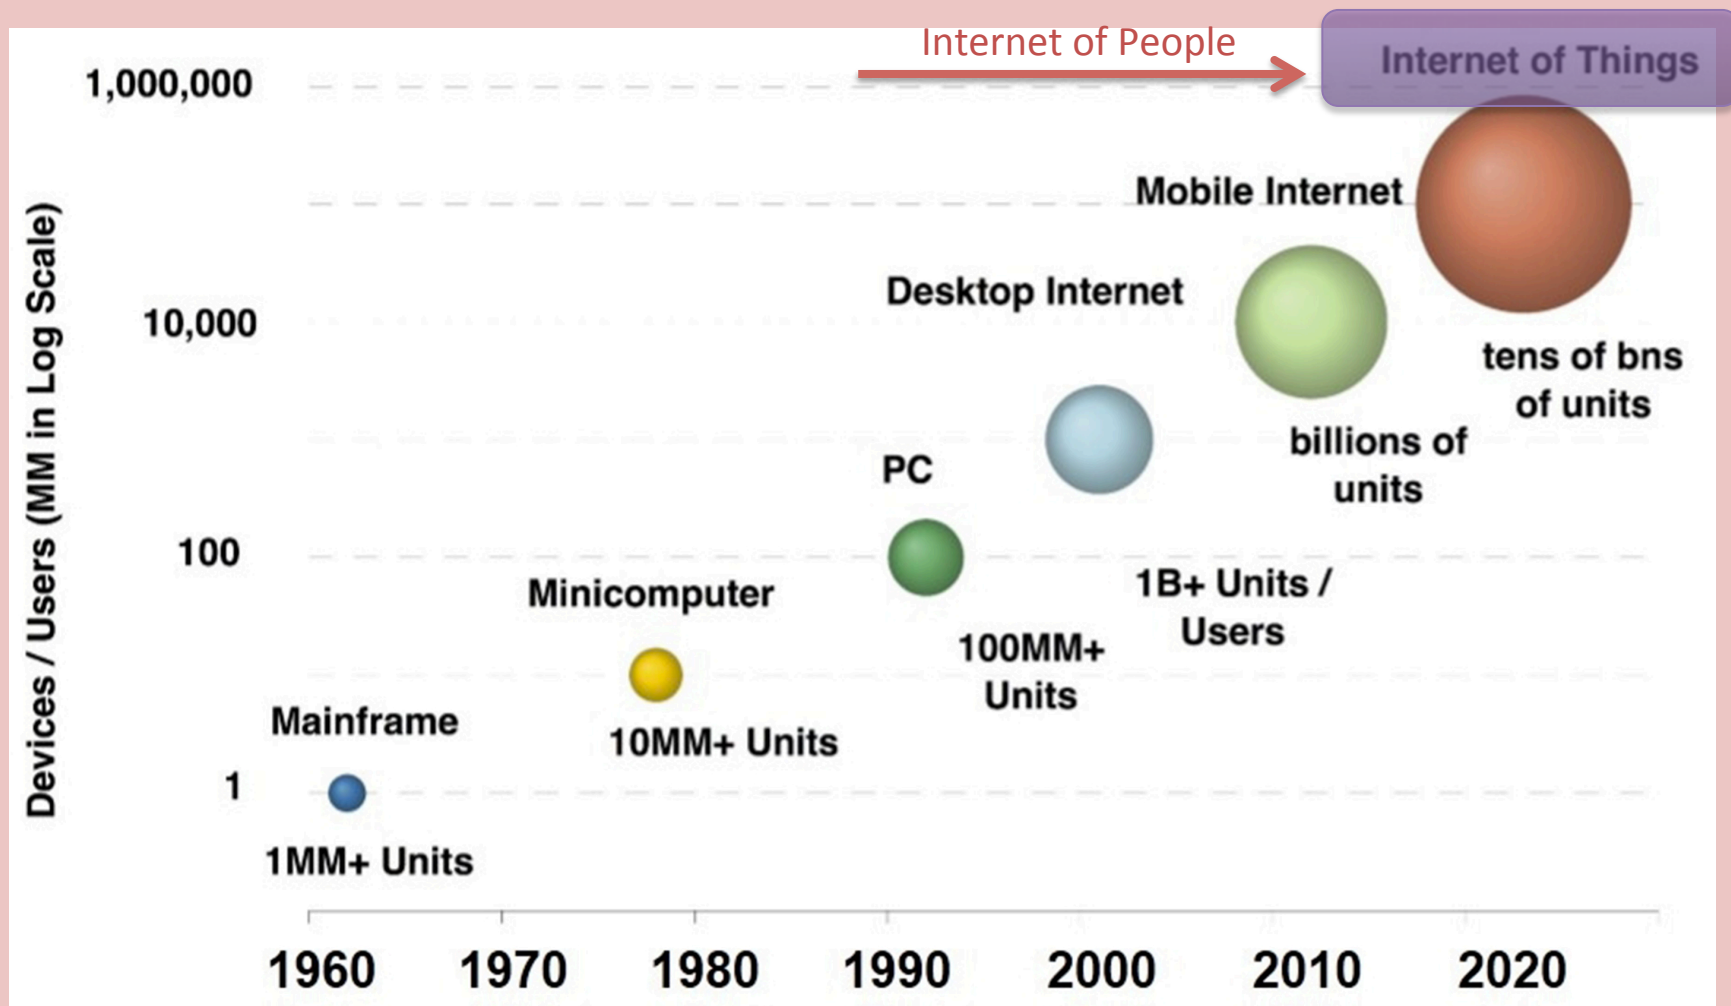 Internet of People
Internet of Things
1,000,000
Mobile Internet
Desktop Internet
10,000
tens of bns
of units
billions of
units
PC
100
1B+ Units /
Users
Minicomputer
100MM+
Units
Mainframe
10MM+ Units
1
1MM+ Units
Devices / Users (MM in Log Scale)
1960 1970 1980 1990 2000 2010 2020